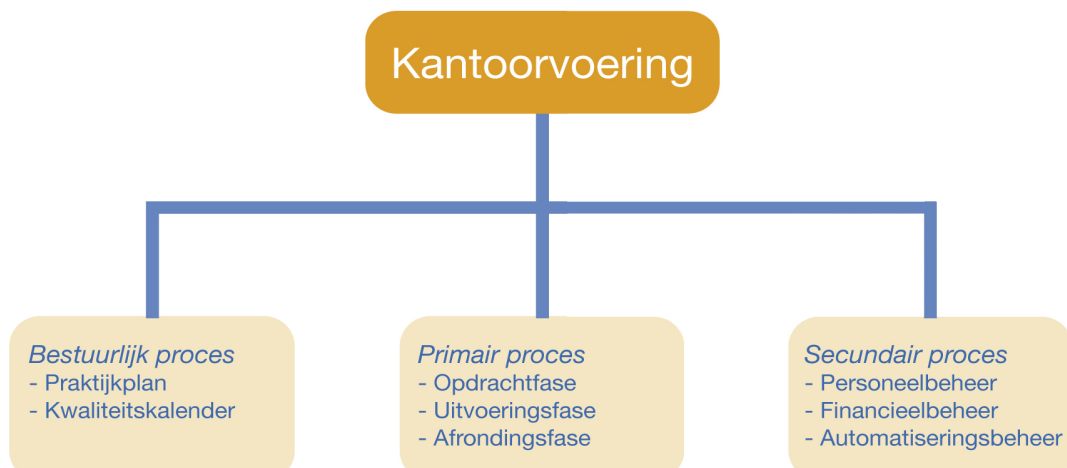 Kantoorvoering
Bestuurlijk proces
- Praktijkplan
- Kwaliteitskalender
Primair proces
- Opdrachtfase
- Uitvoeringsfase
- Afrondingsfase
Secundair proces
- Personeelbeheer
- Financieelbeheer
- Automatiseringsbeheer